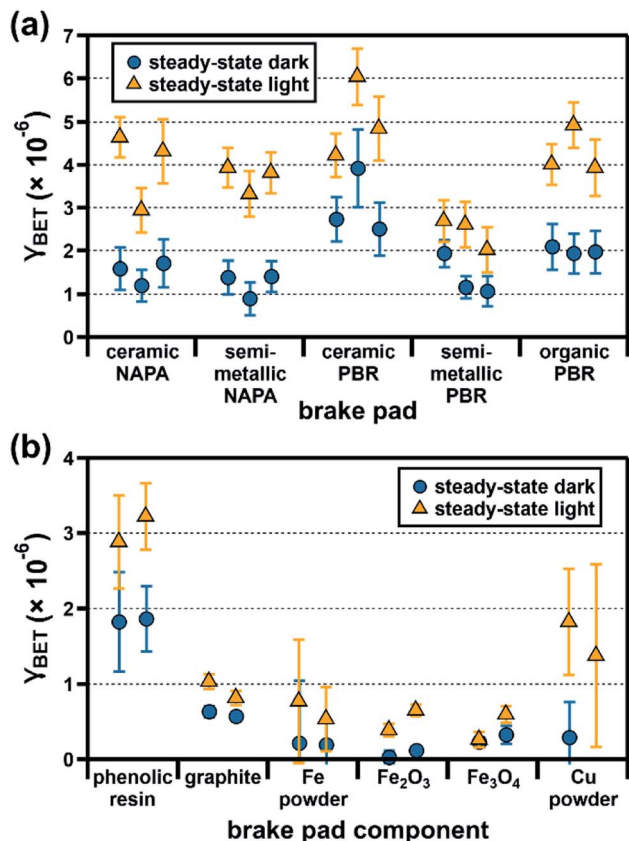 (a)
7
6
5
4
3
2
1
0
γBET (× 10⁻⁶)
steady-state dark
steady-state light
ceramic NAPA
semi-metallic NAPA
ceramic PBR
semi-metallic PBR
organic PBR
brake pad
(b)
4
3
2
1
0
γBET (× 10⁻⁶)
steady-state dark
steady-state light
phenolic resin
graphite
Fe powder
Fe₂O₃
Fe₃O₄
Cu powder
brake pad component